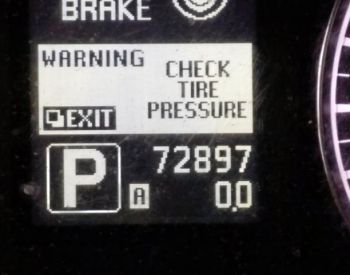 BRAKE
WARNING
CHECK
TIRE
PRESSURE
EXIT
P
72897
A
0.0